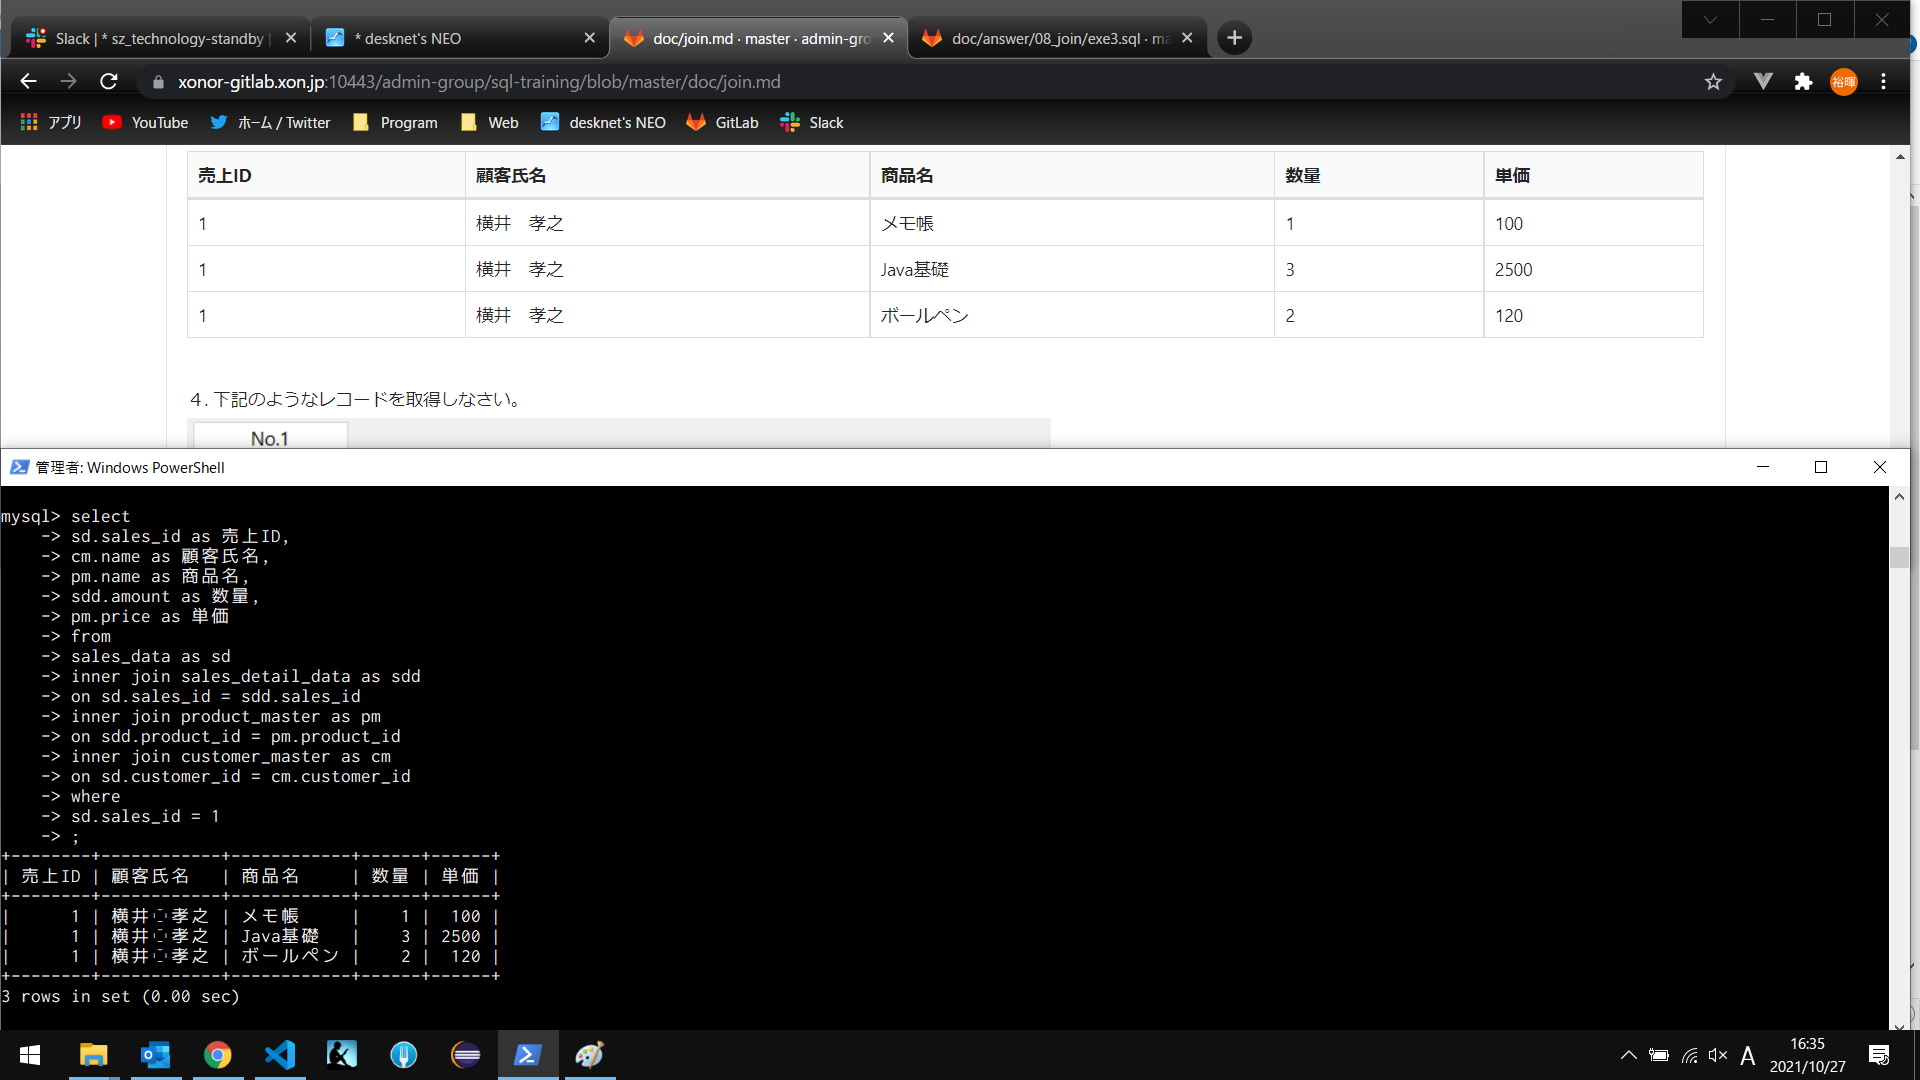 Slack | * sz_technology-standby |
* desknet's NEO
doc/join.md · master · admin-gro
doc/answer/08_join/exe3.sql · ma
xonor-gitlab.xon.jp:10443/admin-group/sql-training/blob/master/doc/join.md
裕暉
アプリ YouTube ホーム / Twitter Program Web desknet's NEO GitLab Slack
売上ID 顧客氏名 商品名 数量 単価
1 横井　孝之 メモ帳 1 100
1 横井　孝之 Java基礎 3 2500
1 横井　孝之 ボールペン 2 120
４. 下記のようなレコードを取得しなさい。
No.1
管理者: Windows PowerShell
mysql> select
    -> sd.sales_id as 売上ID,
    -> cm.name as 顧客氏名,
    -> pm.name as 商品名,
    -> sdd.amount as 数量,
    -> pm.price as 単価
    -> from
    -> sales_data as sd
    -> inner join sales_detail_data as sdd
    -> on sd.sales_id = sdd.sales_id
    -> inner join product_master as pm
    -> on sdd.product_id = pm.product_id
    -> inner join customer_master as cm
    -> on sd.customer_id = cm.customer_id
    -> where
    -> sd.sales_id = 1
    -> ;
+--------+------------+------------+------+------+
| 売上ID | 顧客氏名   | 商品名     | 数量 | 単価 |
+--------+------------+------------+------+------+
|      1 | 横井　孝之 | メモ帳     |    1 |  100 |
|      1 | 横井　孝之 | Java基礎   |    3 | 2500 |
|      1 | 横井　孝之 | ボールペン |    2 |  120 |
+--------+------------+------------+------+------+
3 rows in set (0.00 sec)
A
16:35
2021/10/27